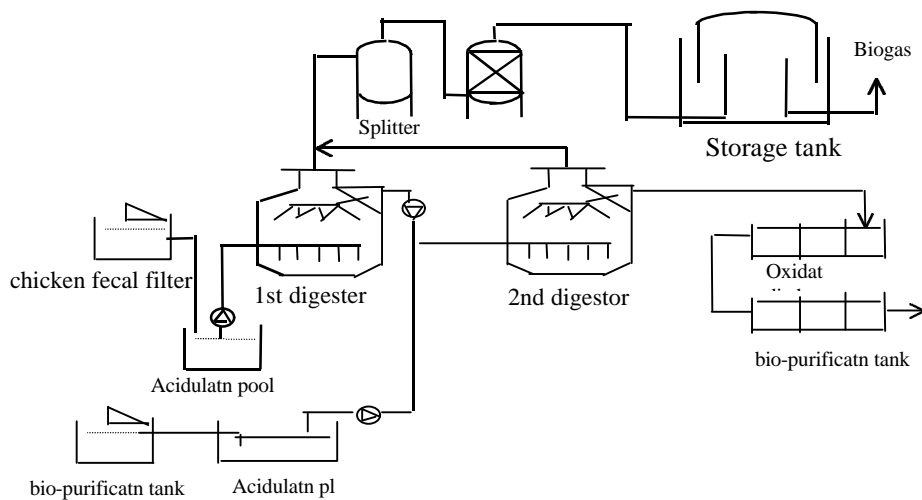 Biogas
Splitter
Storage tank
chicken fecal filter
1st digester
2nd digestor
Oxidat
bio-purificatn tank
Acidulatn pool
bio-purificatn tank
Acidulatn pl